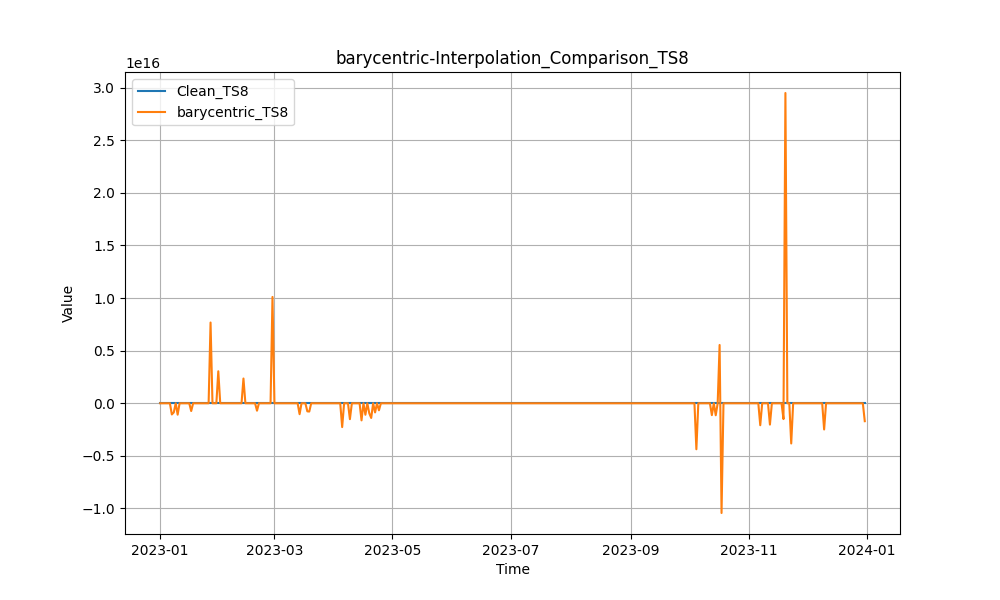 barycentric-Interpolation_Comparison_TS8
1e16
Clean_TS8
barycentric_TS8
3.0
2.5
2.0
1.5
1.0
0.5
0.0
−0.5
−1.0
Value
2023-01 2023-03 2023-05 2023-07 2023-09 2023-11 2024-01
Time